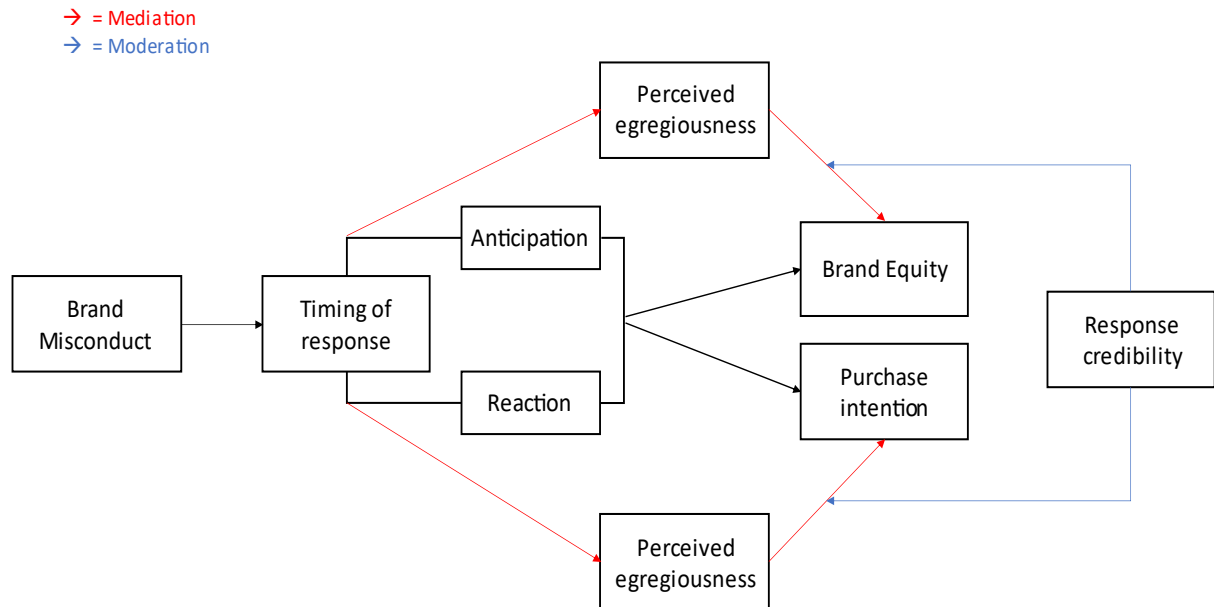 → = Mediation
→ = Moderation
Perceived
egregiousness
Anticipation
Brand Equity
Brand
Misconduct
Timing of
response
Response
credibility
Reaction
Purchase
intention
Perceived
egregiousness